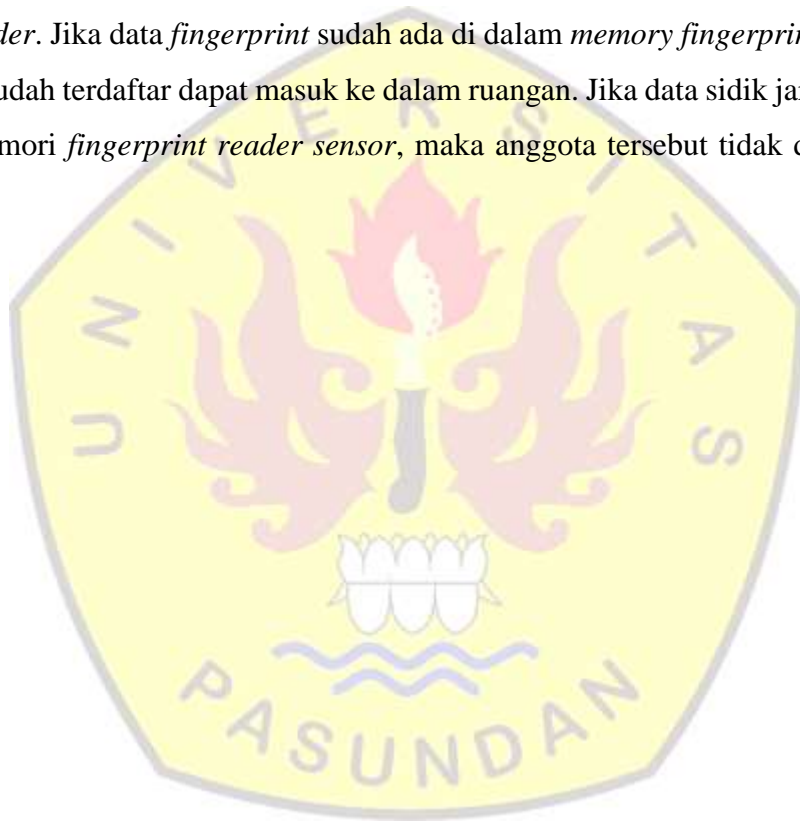 der. Jika data fingerprint sudah ada di dalam memory fingerprin
udah terdaftar dapat masuk ke dalam ruangan. Jika data sidik ja
mori fingerprint reader sensor, maka anggota tersebut tidak d
UNIVERSITAS
PASUNDAN